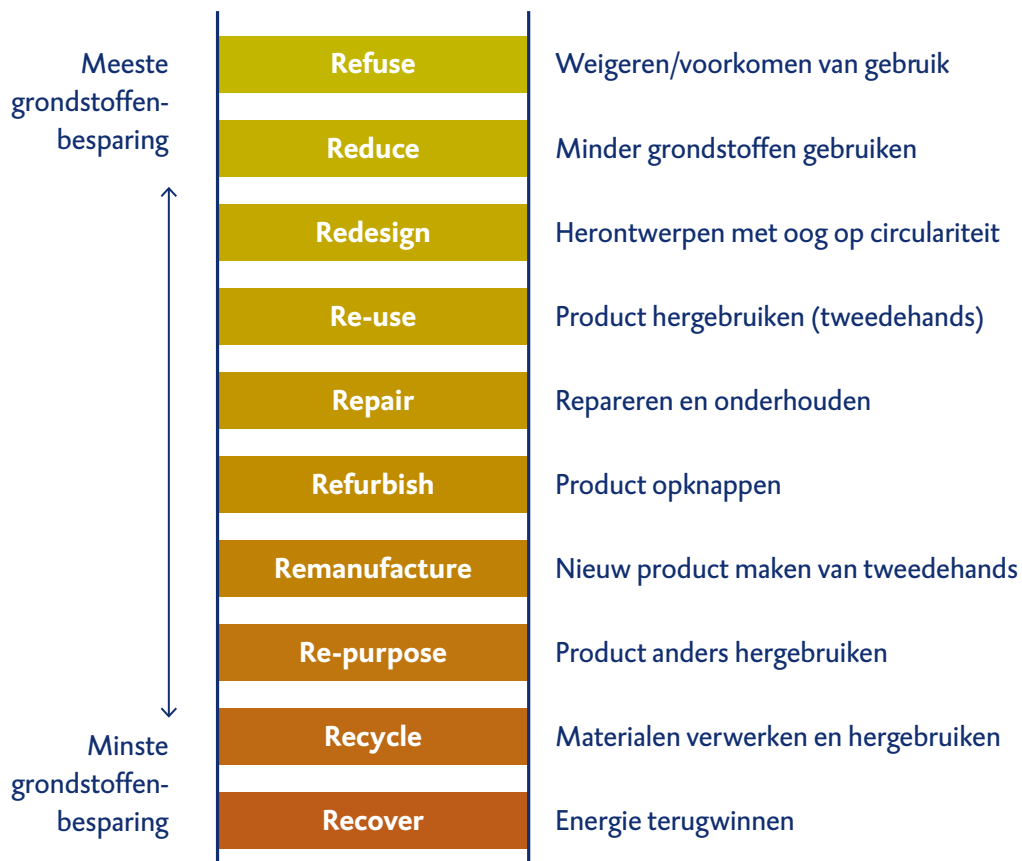 Meeste
grondstoffen-
besparing
Refuse
Weigeren/voorkomen van gebruik
Reduce
Minder grondstoffen gebruiken
Redesign
Herontwerpen met oog op circulariteit
Re-use
Product hergebruiken (tweedehands)
Repair
Repareren en onderhouden
Refurbish
Product opknappen
Remanufacture
Nieuw product maken van tweedehands
Re-purpose
Product anders hergebruiken
Recycle
Materialen verwerken en hergebruiken
Recover
Energie terugwinnen
Minste
grondstoffen-
besparing